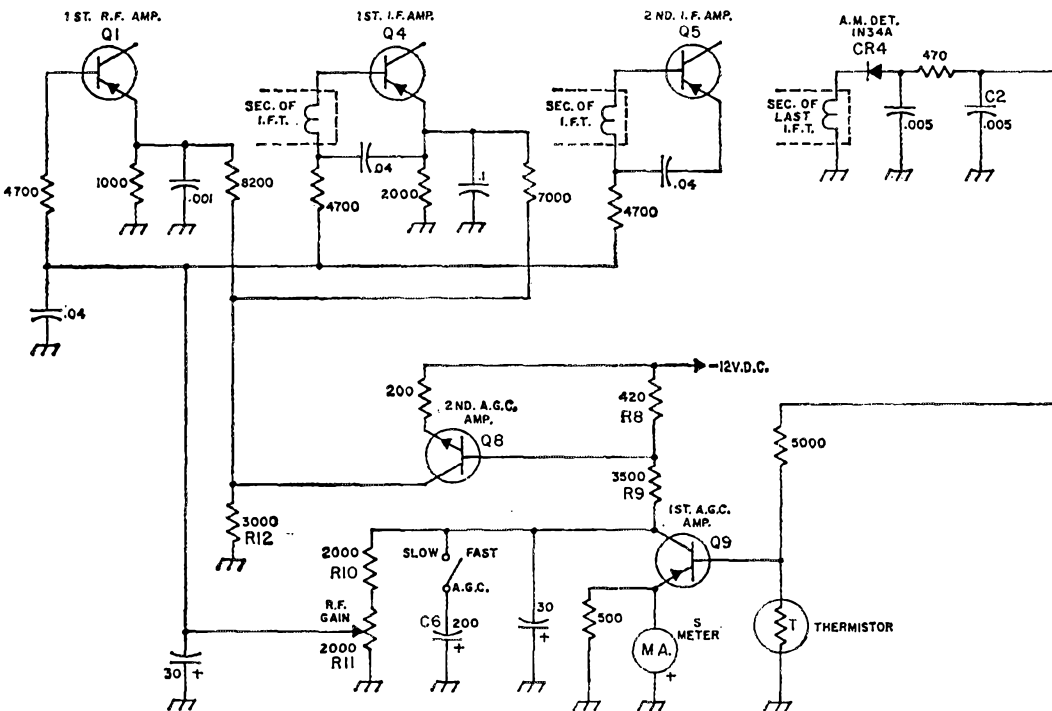 1 ST. R.F. AMP.
Q1
1ST. I.F. AMP.
Q4
2 ND. I.F. AMP.
Q5
A.M. DET.
1N34A
CR4
470
SEC. OF
I.F.T.
SEC. OF
I.F.T.
SEC. OF
LAST
I.F.T.
.005
C2
.005
4700
1000
.001
8200
4700
.04
2000
.1
7000
4700
.04
.04
-12V.D.C.
200
420
R8
2 ND. A.G.C.
AMP.
Q8
5000
3500
R9
1ST. A.G.C.
AMP.
Q9
3000
R12
2000
R10
SLOW
FAST
A.G.C.
R.F.
GAIN
2000
R11
C6
200
+
30
+
500
S
METER
M A.
+
T
THERMISTOR
30
+